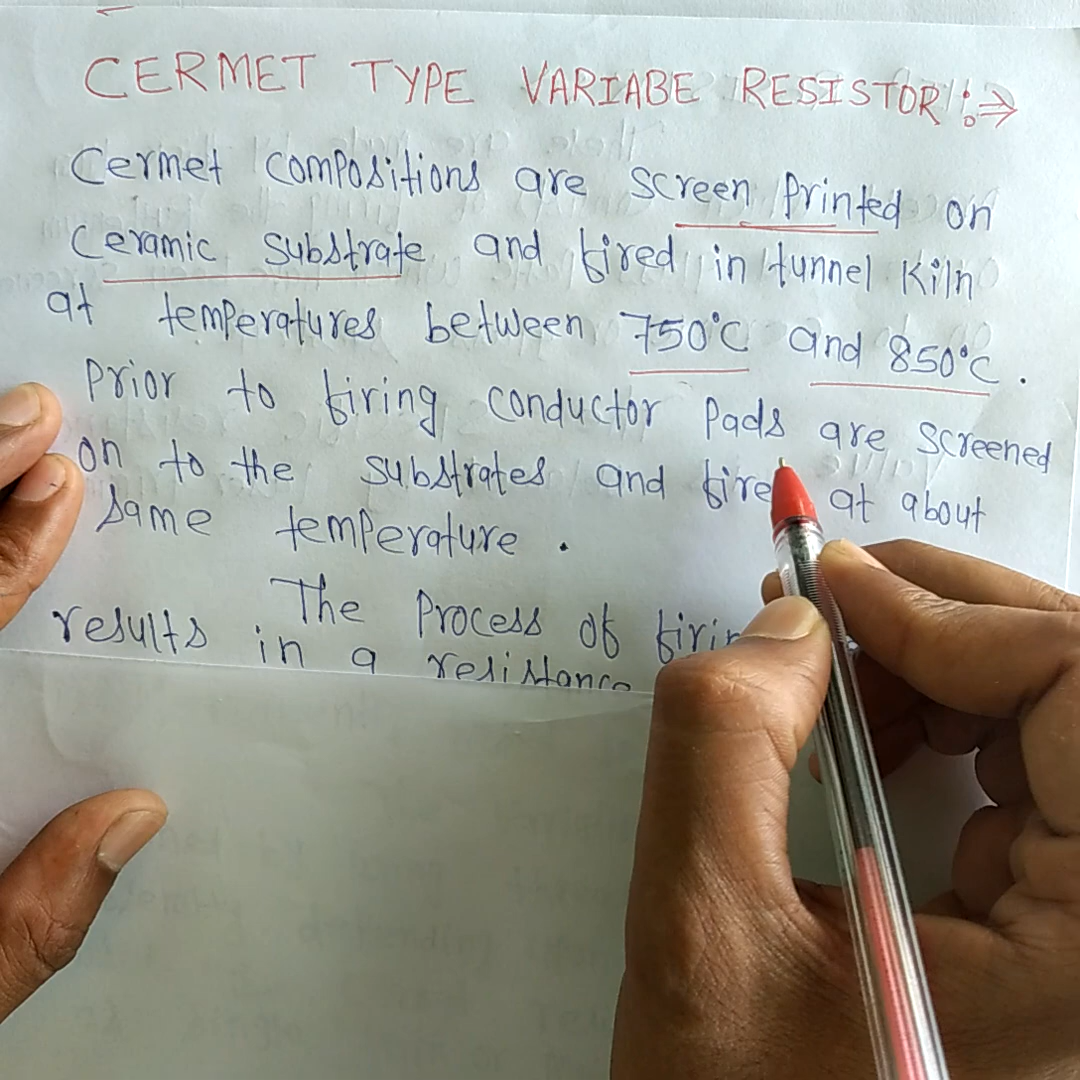 CERMET TYPE VARIABE RESISTOR :⇒
Cermet compositions are screen printed on
ceramic substrate and fired in tunnel kiln
at temperatures between 750°C and 850°C.
Prior to firing conductor pads are screened
on to the substrates and fire at about
same temperature.
The process of firin
results in a resistance